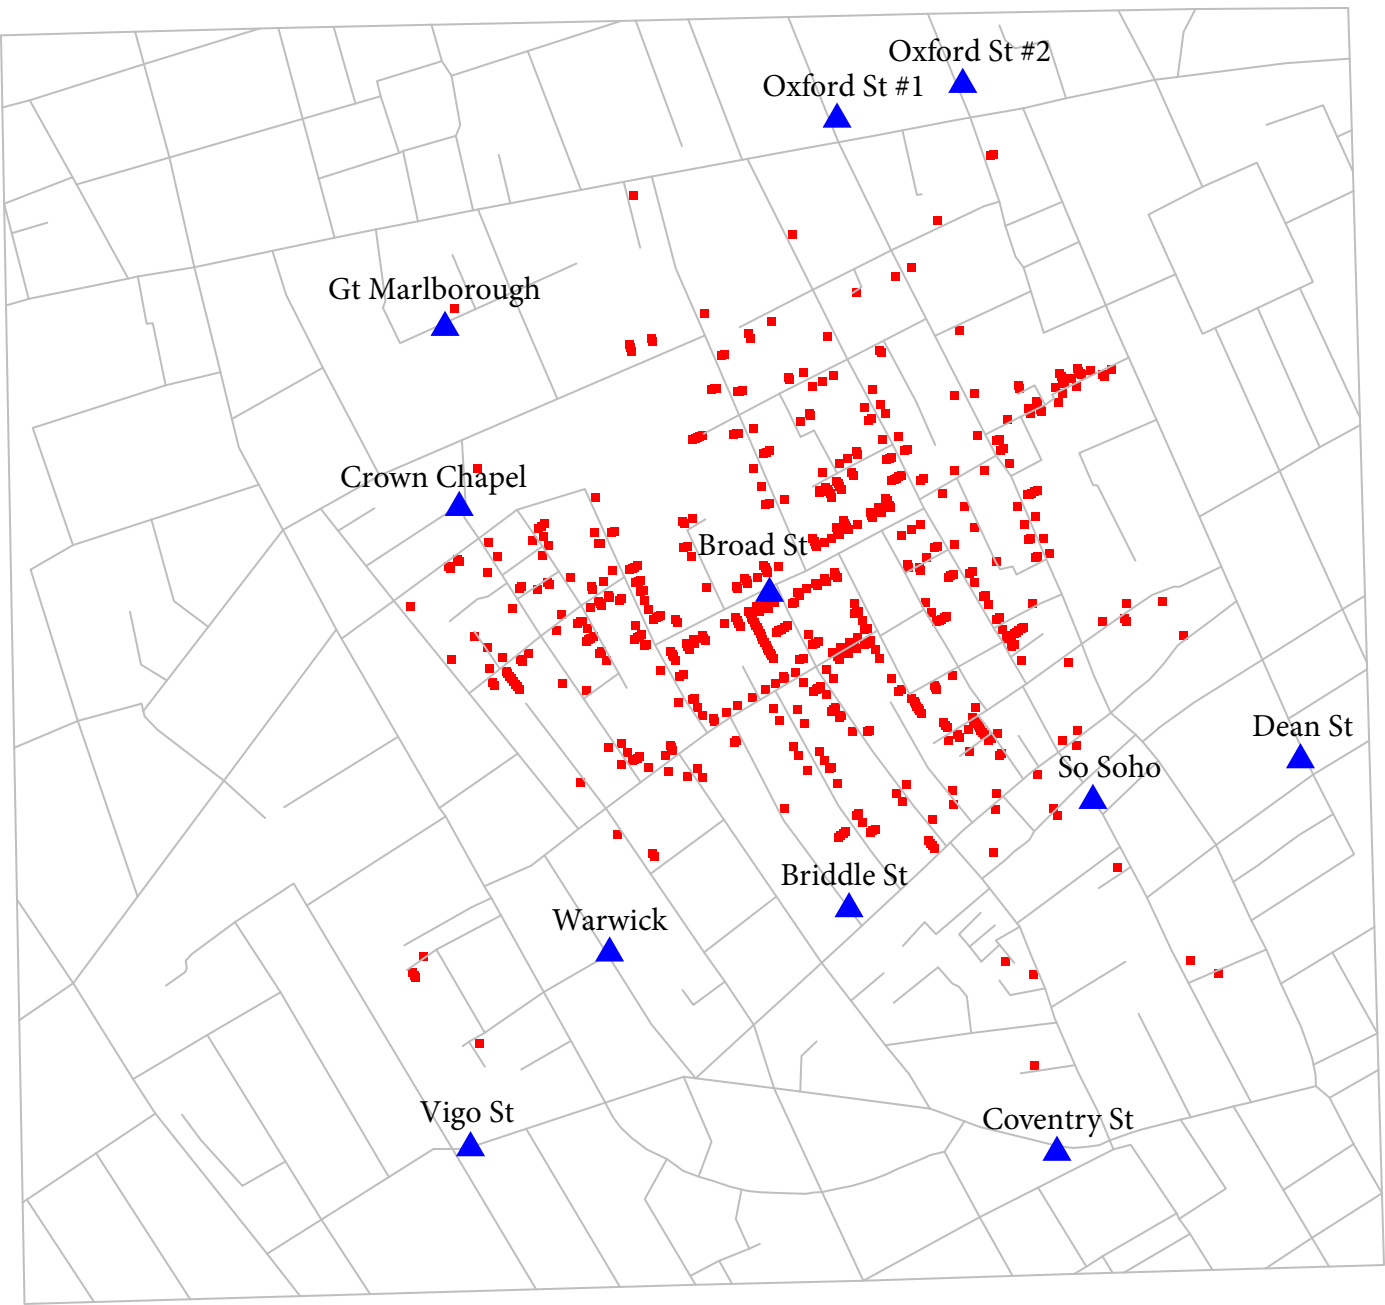 Oxford St #2
Oxford St #1
Gt Marlborough
Crown Chapel
Broad St
Dean St
So Soho
Briddle St
Warwick
Vigo St
Coventry St